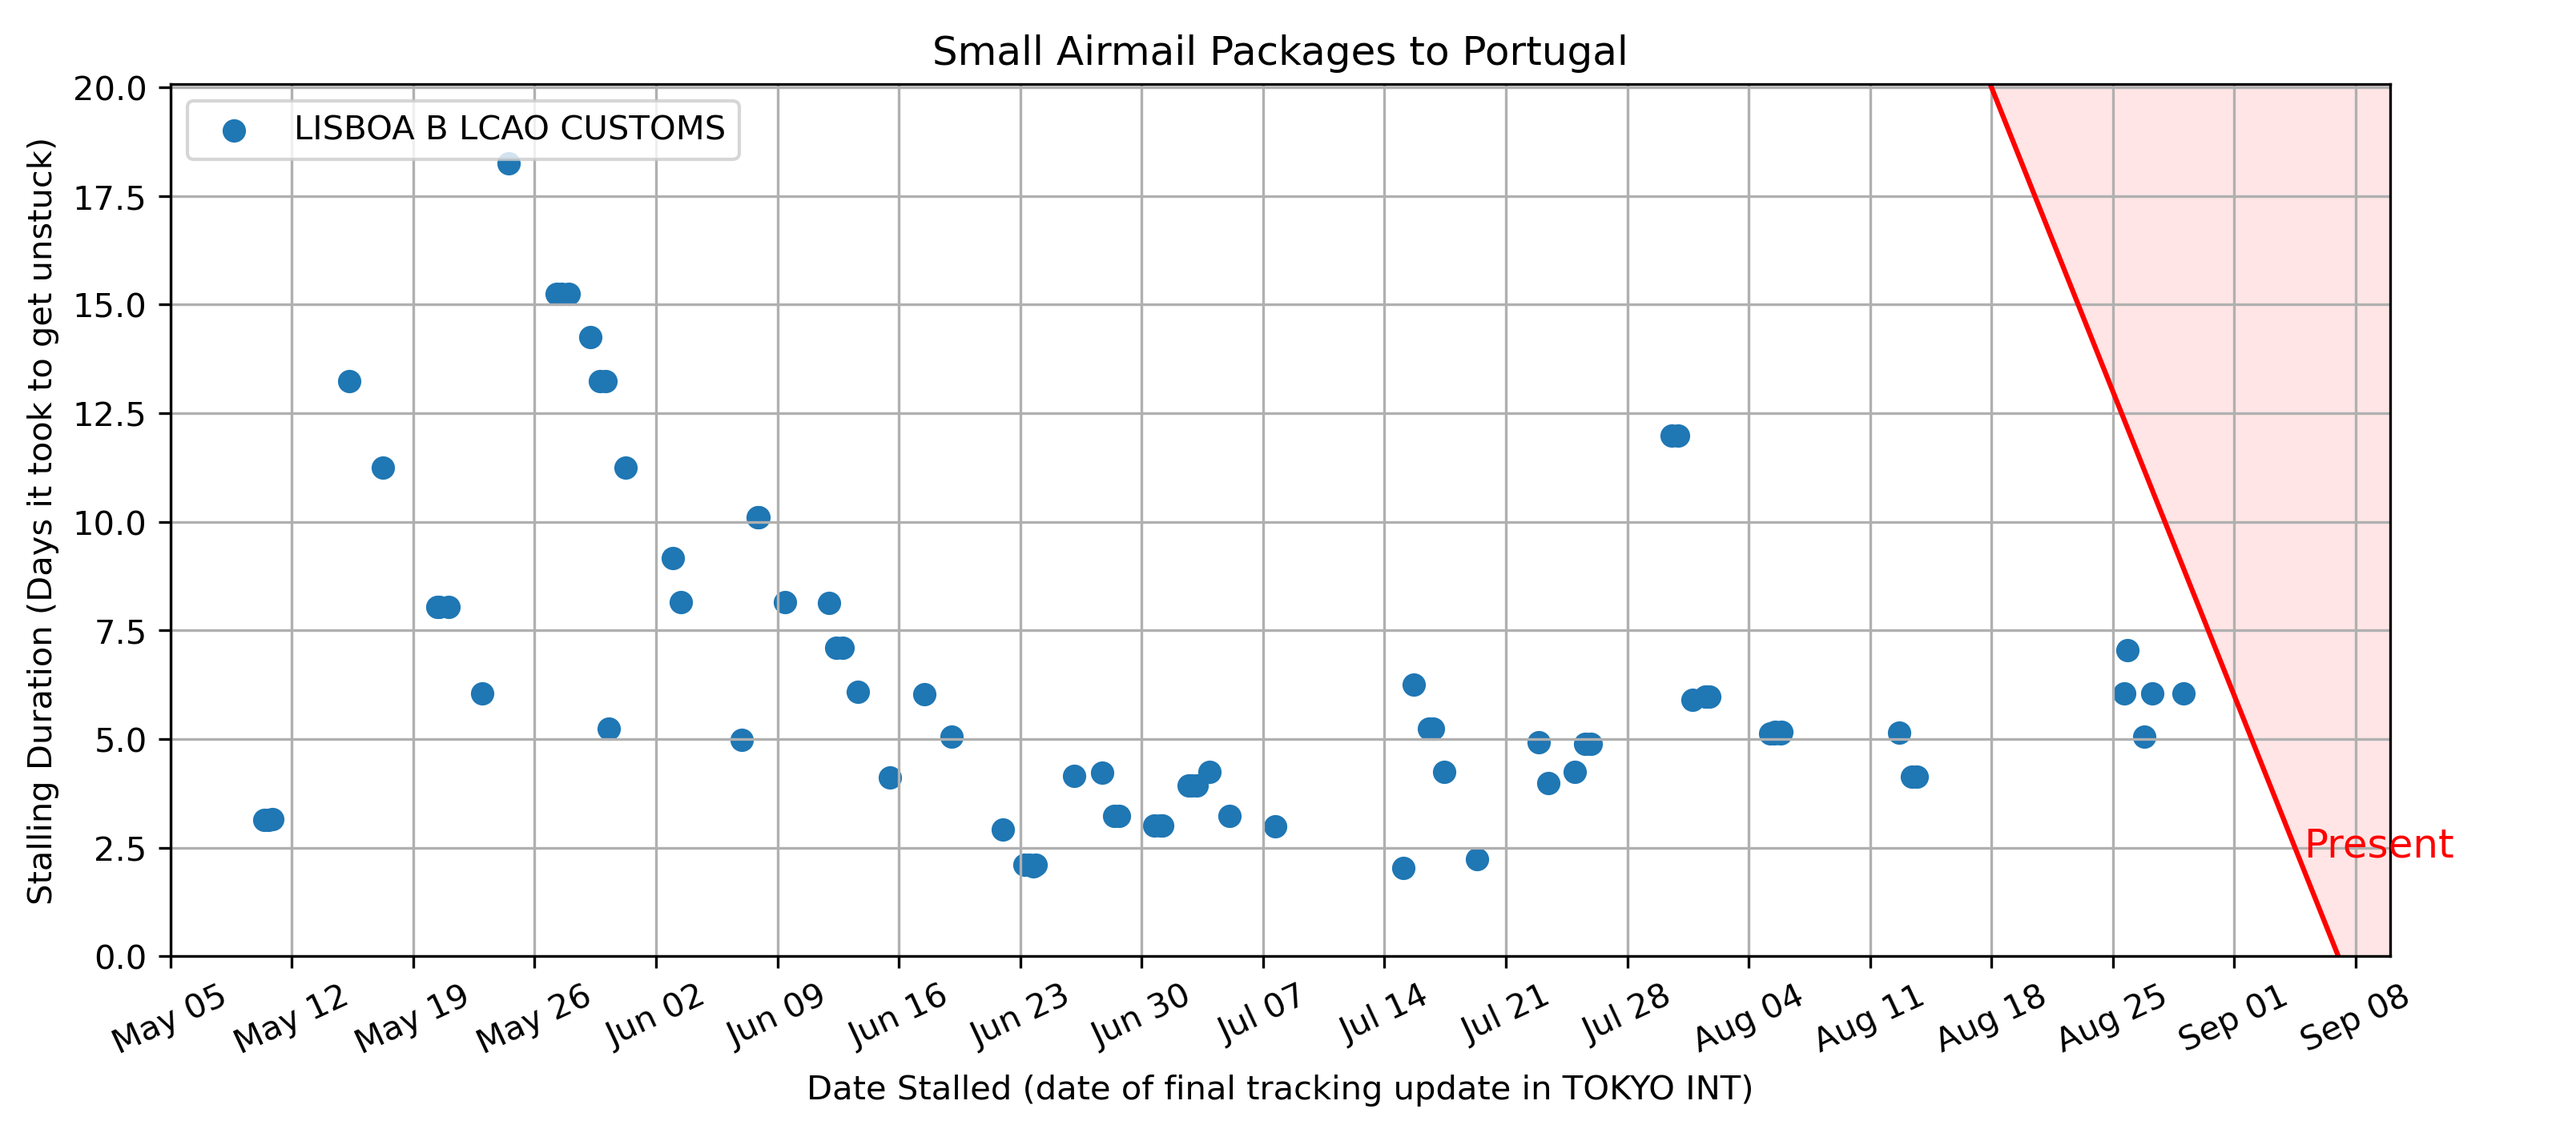 Small Airmail Packages to Portugal
LISBOA B LCAO CUSTOMS
Stalling Duration (Days it took to get unstuck)
20.0
17.5
15.0
12.5
10.0
7.5
5.0
2.5
0.0
Present
May 05 May 12 May 19 May 26 Jun 02 Jun 09 Jun 16 Jun 23 Jun 30 Jul 07 Jul 14 Jul 21 Jul 28 Aug 04 Aug 11 Aug 18 Aug 25 Sep 01 Sep 08
Date Stalled (date of final tracking update in TOKYO INT)